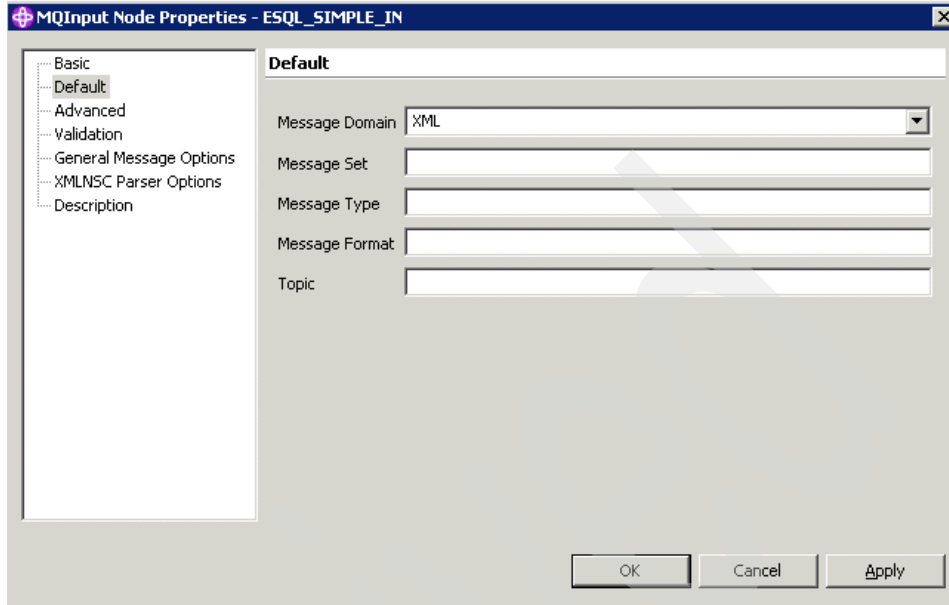 MQInput Node Properties - ESQL_SIMPLE_IN
Basic
Default
Advanced
Validation
General Message Options
XMLNSC Parser Options
Description
Default
Message Domain XML
Message Set
Message Type
Message Format
Topic
OK Cancel Apply